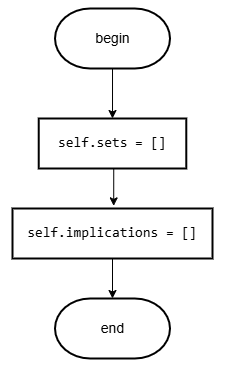 begin
self.sets = []
self.implications = []
end